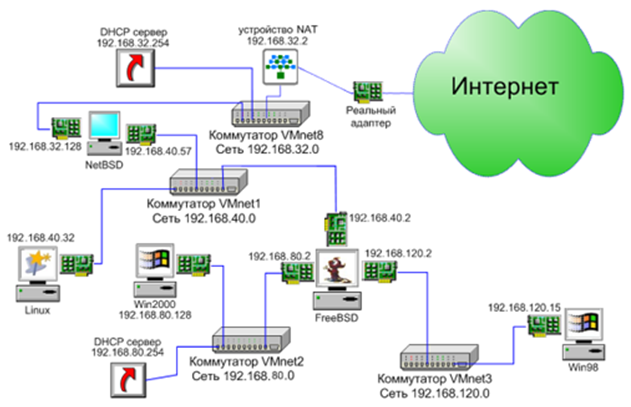 DHCP сервер
192.168.32.254
устройство NAT
192.168.32.2
Интернет
Реальный
адаптер
Коммутатор VMnet8
Сеть 192.168.32.0
192.168.32.128
NetBSD
192.168.40.57
Коммутатор VMnet1
Сеть 192.168.40.0
192.168.40.2
192.168.40.32
Linux
Win2000
192.168.80.128
192.168.80.2
192.168.120.2
FreeBSD
192.168.120.15
Win98
DHCP сервер
192.168.80.254
Коммутатор VMnet2
Сеть 192.168.80.0
Коммутатор VMnet3
Сеть 192.168.120.0